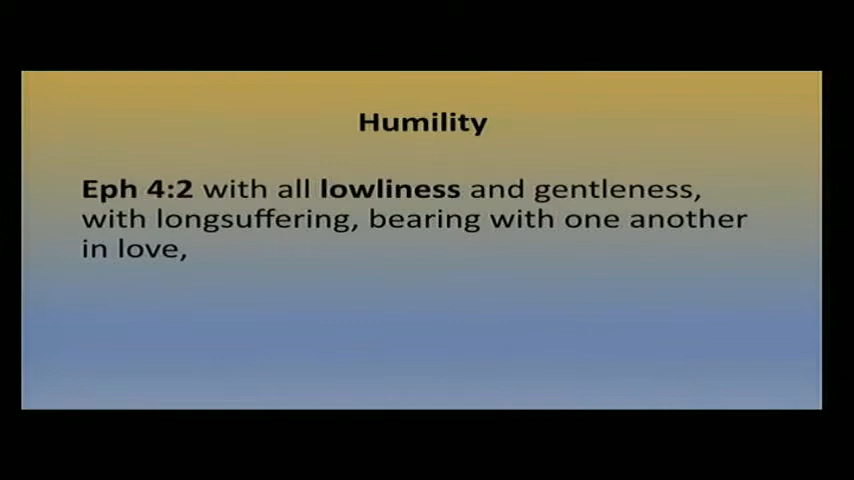 Humility
Eph 4:2 with all lowliness and gentleness,
with longsuffering, bearing with one another
in love,